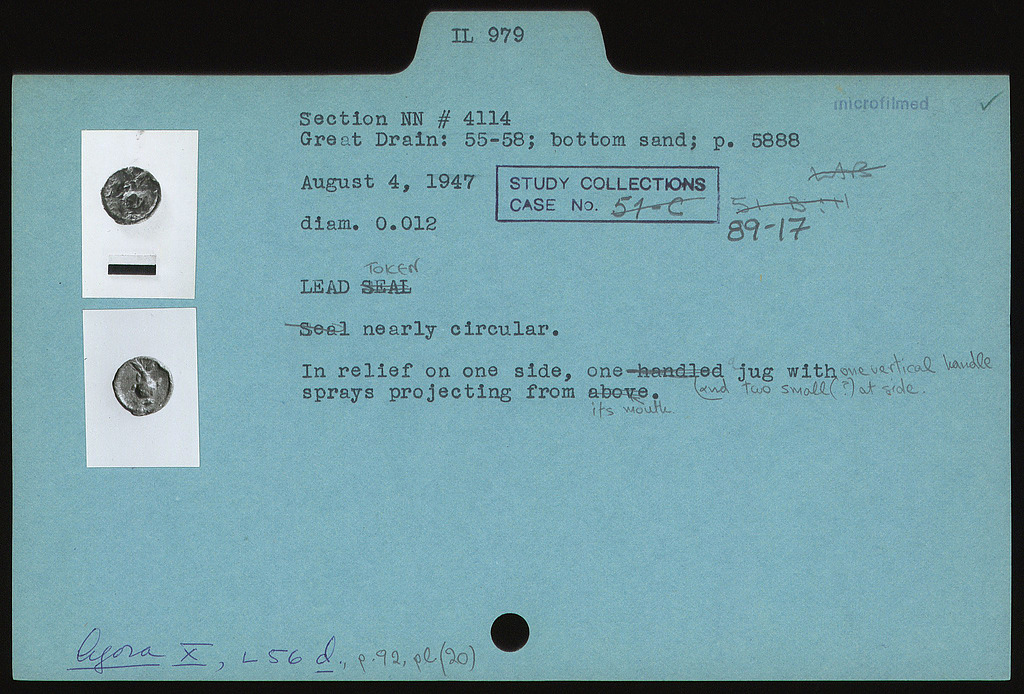 IL 979
microfilmed ✓
Section NN # 4114
Great Drain: 55-58; bottom sand; p. 5888
LAB
August 4, 1947
STUDY COLLECTIONS
CASE No. 51-C
89-17
diam. 0.012
TOKEN
LEAD SEAL
Seal nearly circular.
In relief on one side, one-handled jug with one vertical handle
sprays projecting from above. (and two small (?) at side.
its mouth
Agora X, L 56 d., p. 92, pl (20)